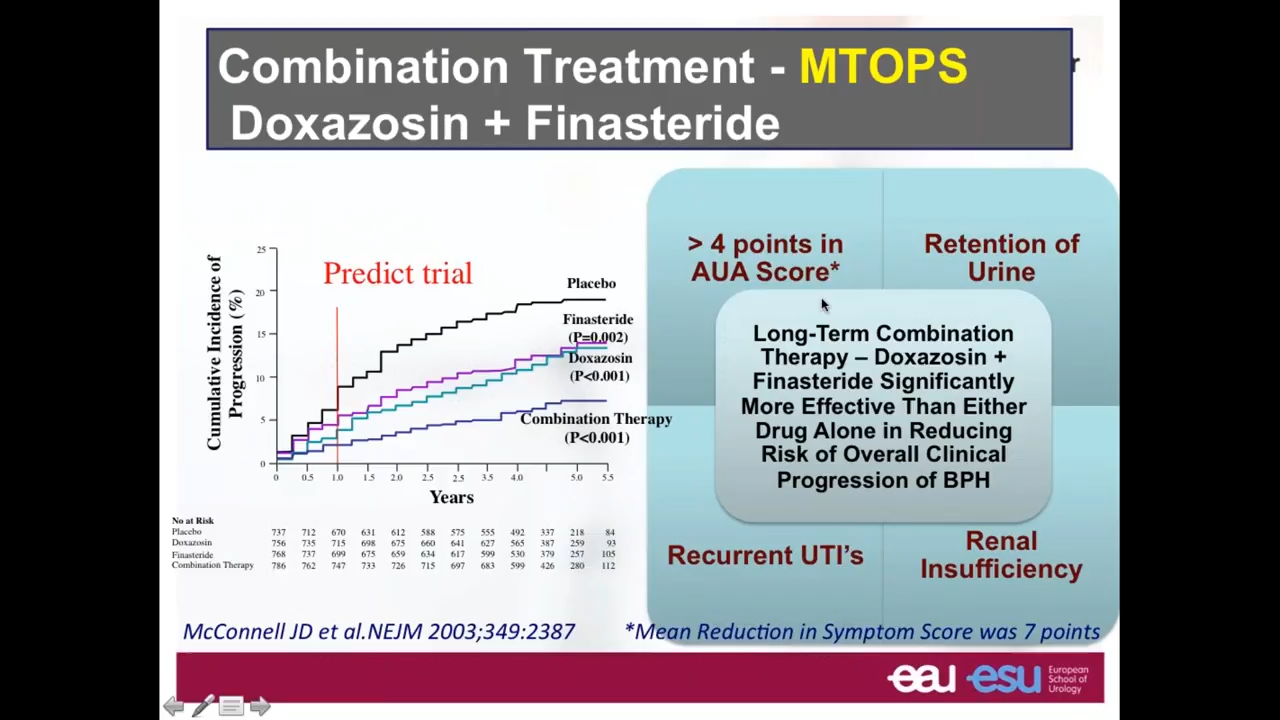 Combination Treatment - MTOPS
Doxazosin + Finasteride
r
> 4 points in
AUA Score*
Retention of
Urine
Long-Term Combination
Therapy – Doxazosin +
Finasteride Significantly
More Effective Than Either
Drug Alone in Reducing
Risk of Overall Clinical
Progression of BPH
Recurrent UTI's
Renal
Insufficiency
Cumulative Incidence of
Progression (%)
25
20
15
10
5
0
Predict trial
Placebo
Finasteride
(P=0.002)
Doxazosin
(P<0.001)
Combination Therapy
(P<0.001)
0 0.5 1.0 1.5 2.0 2.5 2.5 3.5 4.0 5.0 5.5
Years
No at Risk
Placebo 737 712 670 631 612 588 575 555 492 337 218 84
Doxazosin 756 735 715 698 675 660 641 627 565 387 259 93
Finasteride 768 737 699 675 659 634 617 599 530 379 257 105
Combination Therapy 786 762 747 733 726 715 697 683 599 426 280 112
McConnell JD et al.NEJM 2003;349:2387
*Mean Reduction in Symptom Score was 7 points
eau esu European
School of
Urology